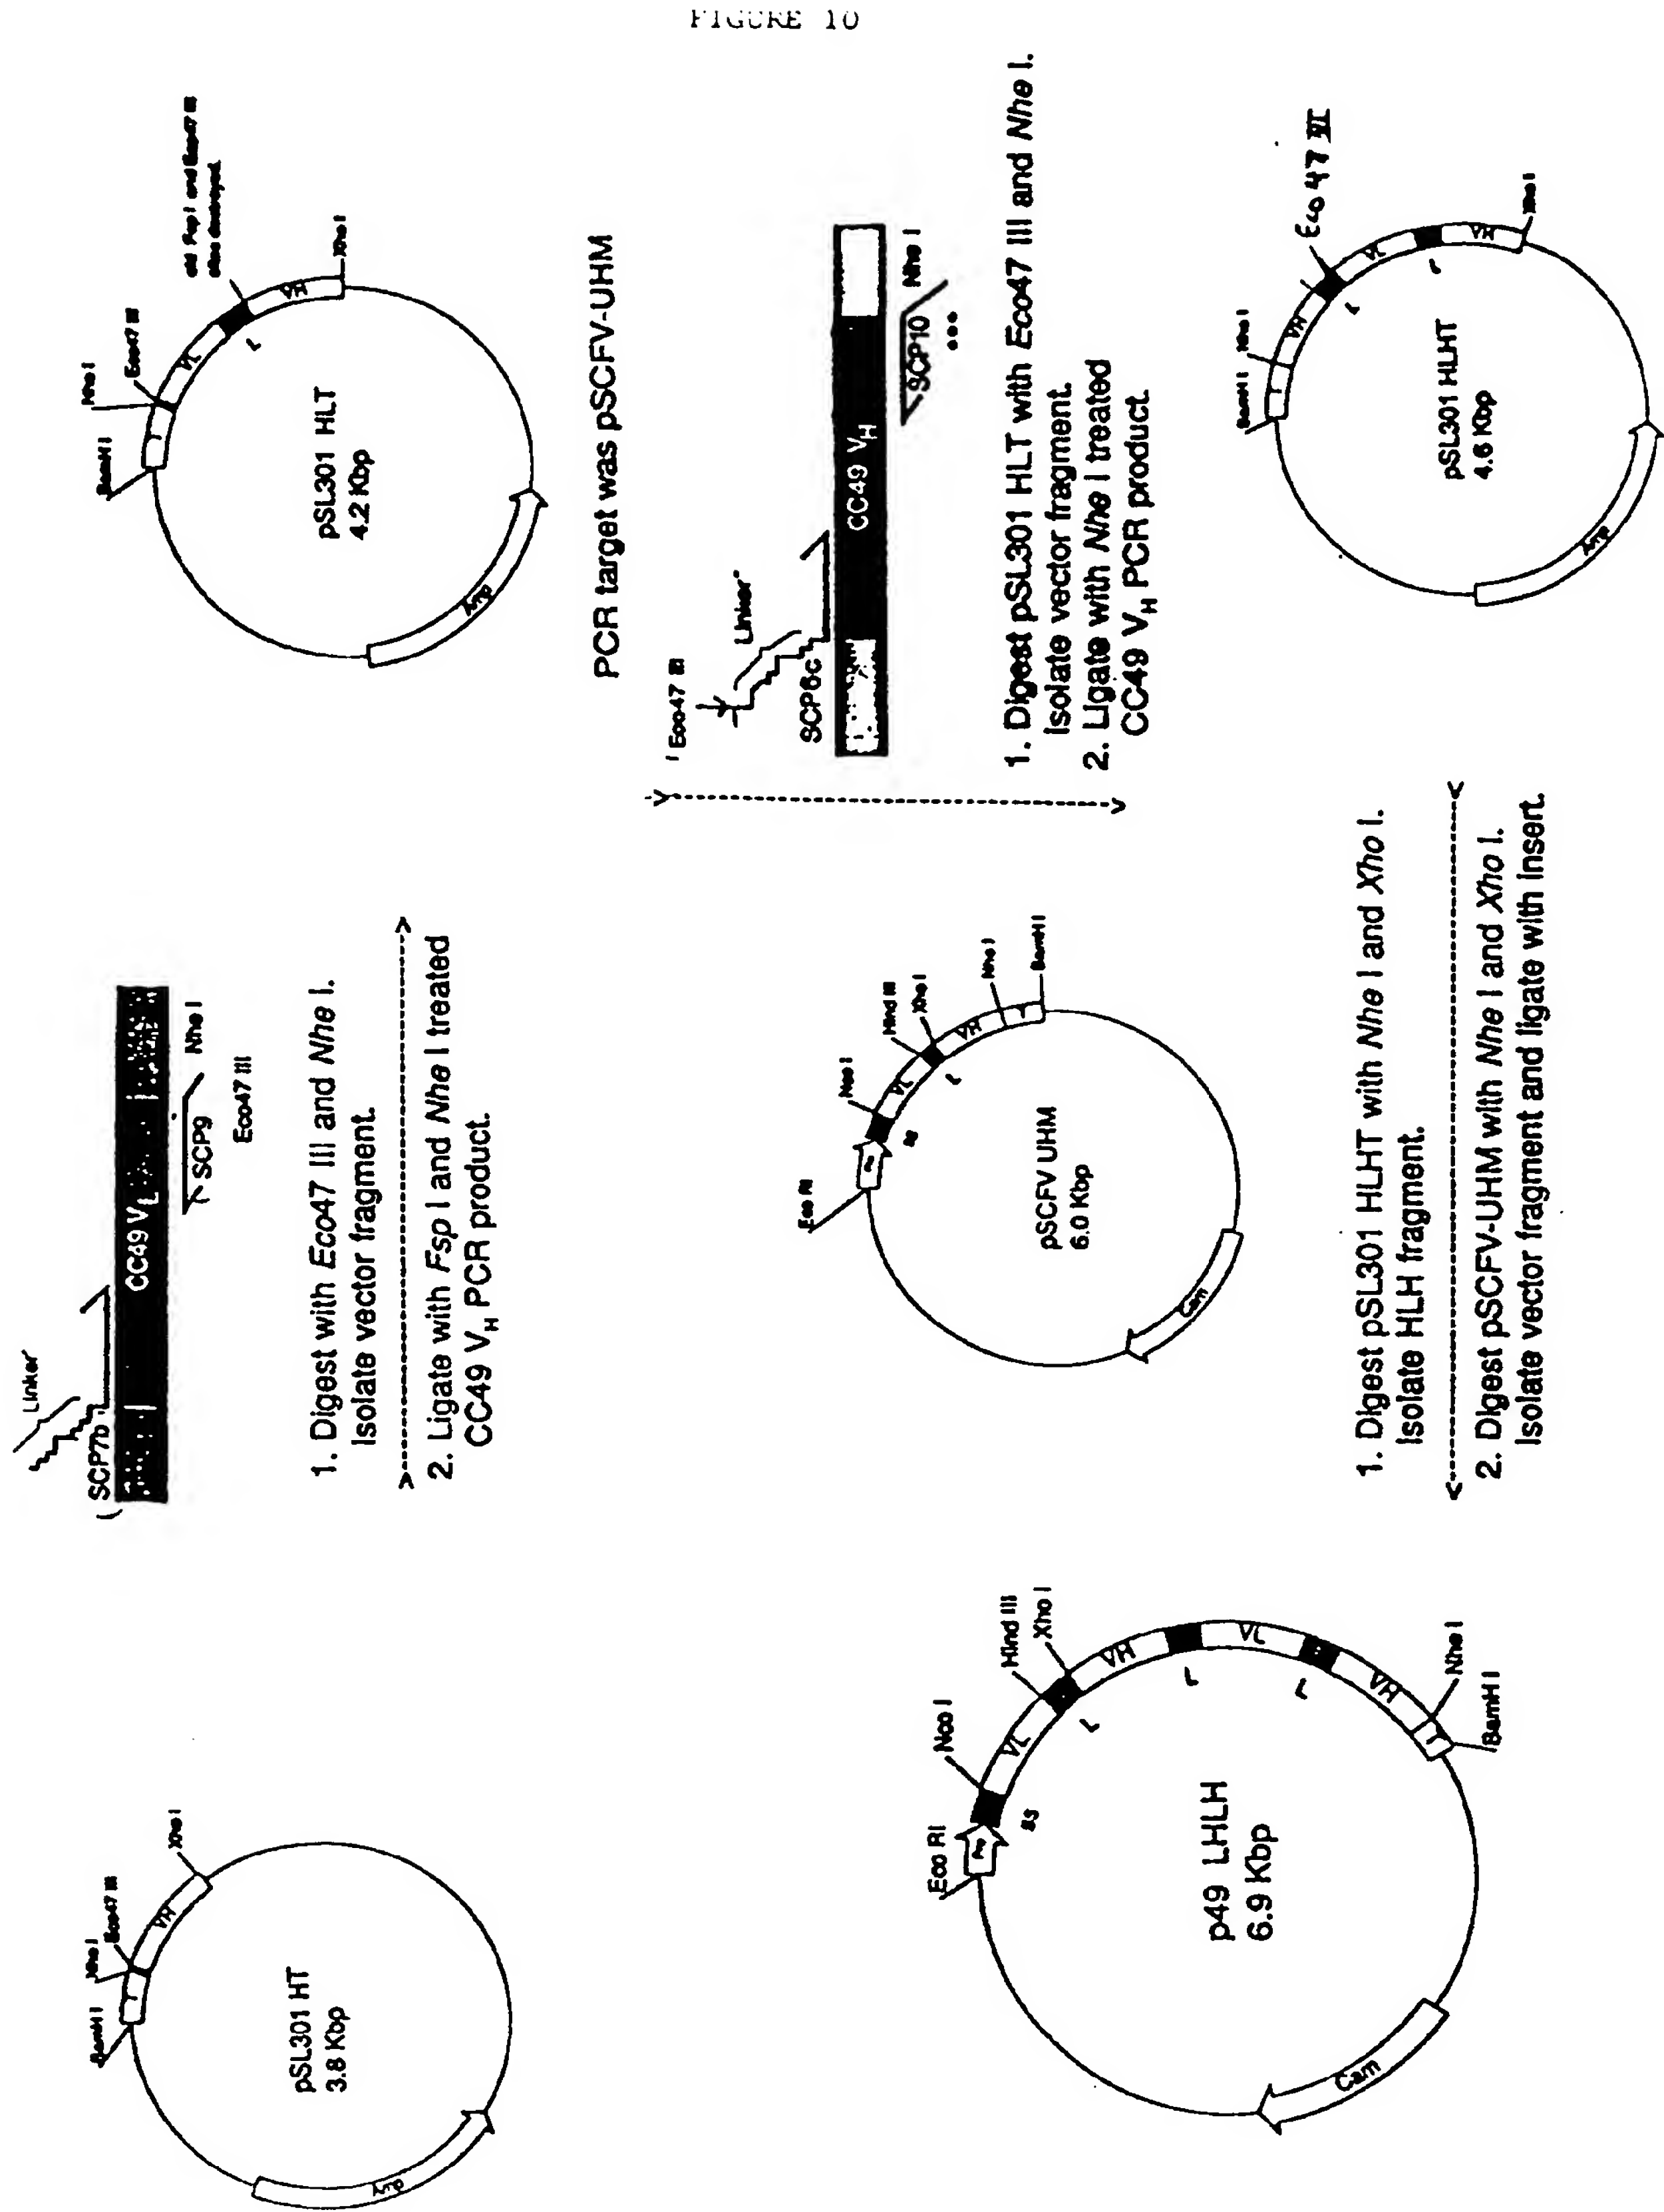 FIGURE 10
BamH I
Nhe I
Eco47 III
Xho I
VH
pSL301 HT
3.8 Kbp
Linker
SCP7b
CC49 VL
SCP9
Nhe I
Eco47 III
1. Digest with Eco47 III and Nhe I.
Isolate vector fragment.
2. Ligate with Fsp I and Nhe I treated
CC49 VH PCR product.
BamH I
Nhe I
Eco47 III
old Fsp I and Eco47 III
sites destroyed.
VL
L
VH
Xho I
pSL301 HLT
4.2 Kbp
Amp
PCR target was pSCFV-UHM
Eco47 III
Linker
SCP6c
CC49 VH
SCP10
Nhe I
1. Digest pSL301 HLT with Eco47 III and Nhe I.
Isolate vector fragment.
2. Ligate with Nhe I treated
CC49 VH PCR product.
BamH I
Nhe I
VH
Eco 47 III
L
VL
L
VH
Xho I
pSL301 HLHT
4.6 Kbp
Amp
Eco RI
Nco I
Hind III
Xho I
VL
L
VH
Nhe I
BamH I
pSCFV UHM
6.0 Kbp
Cam
1. Digest pSL301 HLHT with Nhe I and Xho I.
Isolate HLH fragment.
2. Digest pSCFV-UHM with Nhe I and Xho I.
Isolate vector fragment and ligate with insert.
Eco RI
Pro
Nco I
VL
Hind III
Xho I
L
VH
L
VL
L
VH
Nhe I
BamH I
p49 LHLH
6.9 Kbp
Cam